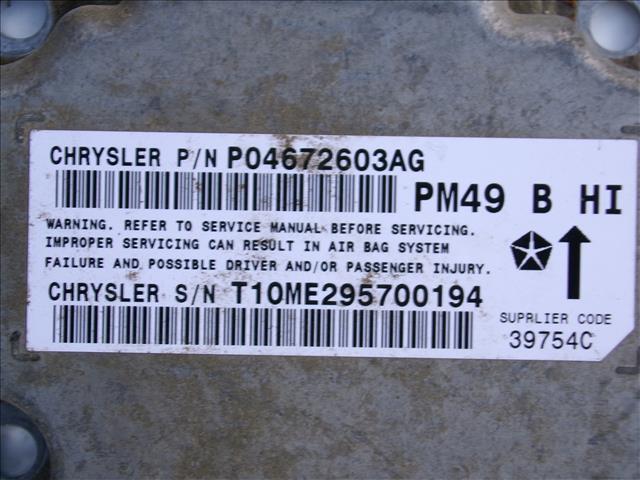 CHRYSLER P/N P04672603AG
PM49 B HI
WARNING. REFER TO SERVICE MANUAL BEFORE SERVICING.
IMPROPER SERVICING CAN RESULT IN AIR BAG SYSTEM
FAILURE AND POSSIBLE DRIVER AND/OR PASSENGER INJURY.
CHRYSLER S/N T10ME295700194
SUPPLIER CODE
39754C